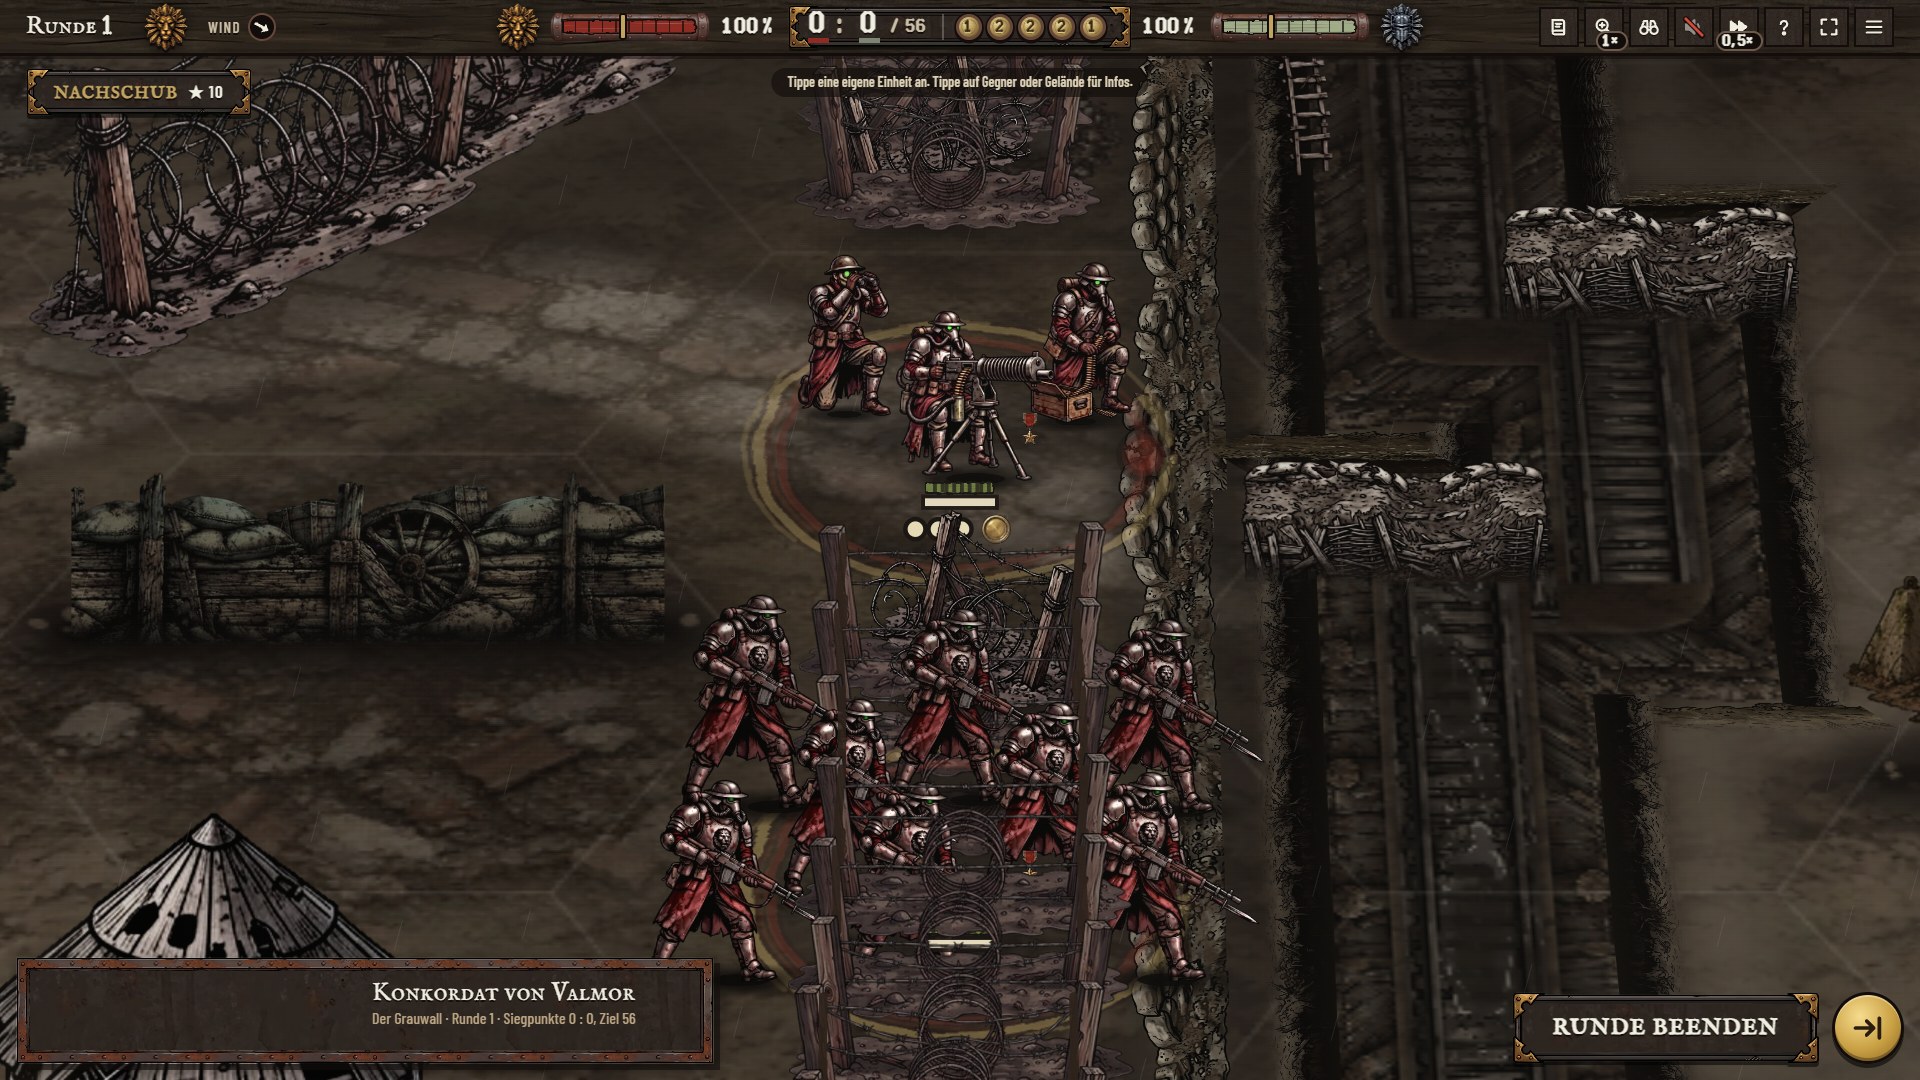 RUNDE 1
WIND
100 %
0 : 0 / 56
1 2 2 2 1
100 %
1×
0,5×
?
NACHSCHUB ★ 10
Tippe eine eigene Einheit an. Tippe auf Gegner oder Gelände für Infos.
KONKORDAT VON VALMOR
Der Grauwall · Runde 1 · Siegpunkte 0 : 0, Ziel 56
RUNDE BEENDEN